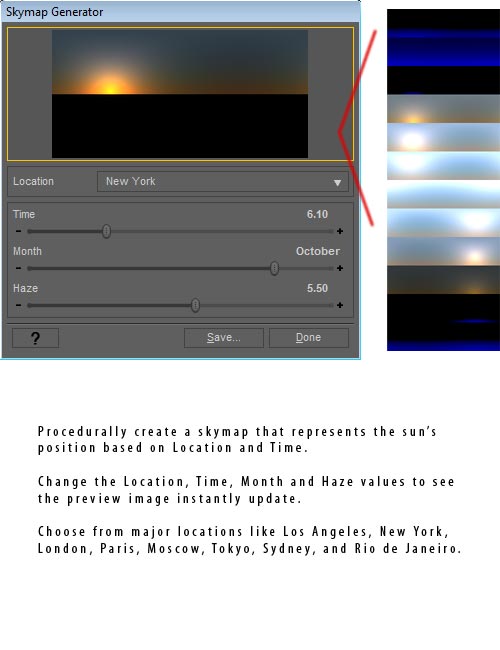 Skymap Generator
Location New York
Time 6.10
- +
Month October
- +
Haze 5.50
- +
? Save... Done
Procedurally create a skymap that represents the sun's
position based on Location and Time.
Change the Location, Time, Month and Haze values to see
the preview image instantly update.
Choose from major locations like Los Angeles, New York,
London, Paris, Moscow, Tokyo, Sydney, and Rio de Janeiro.